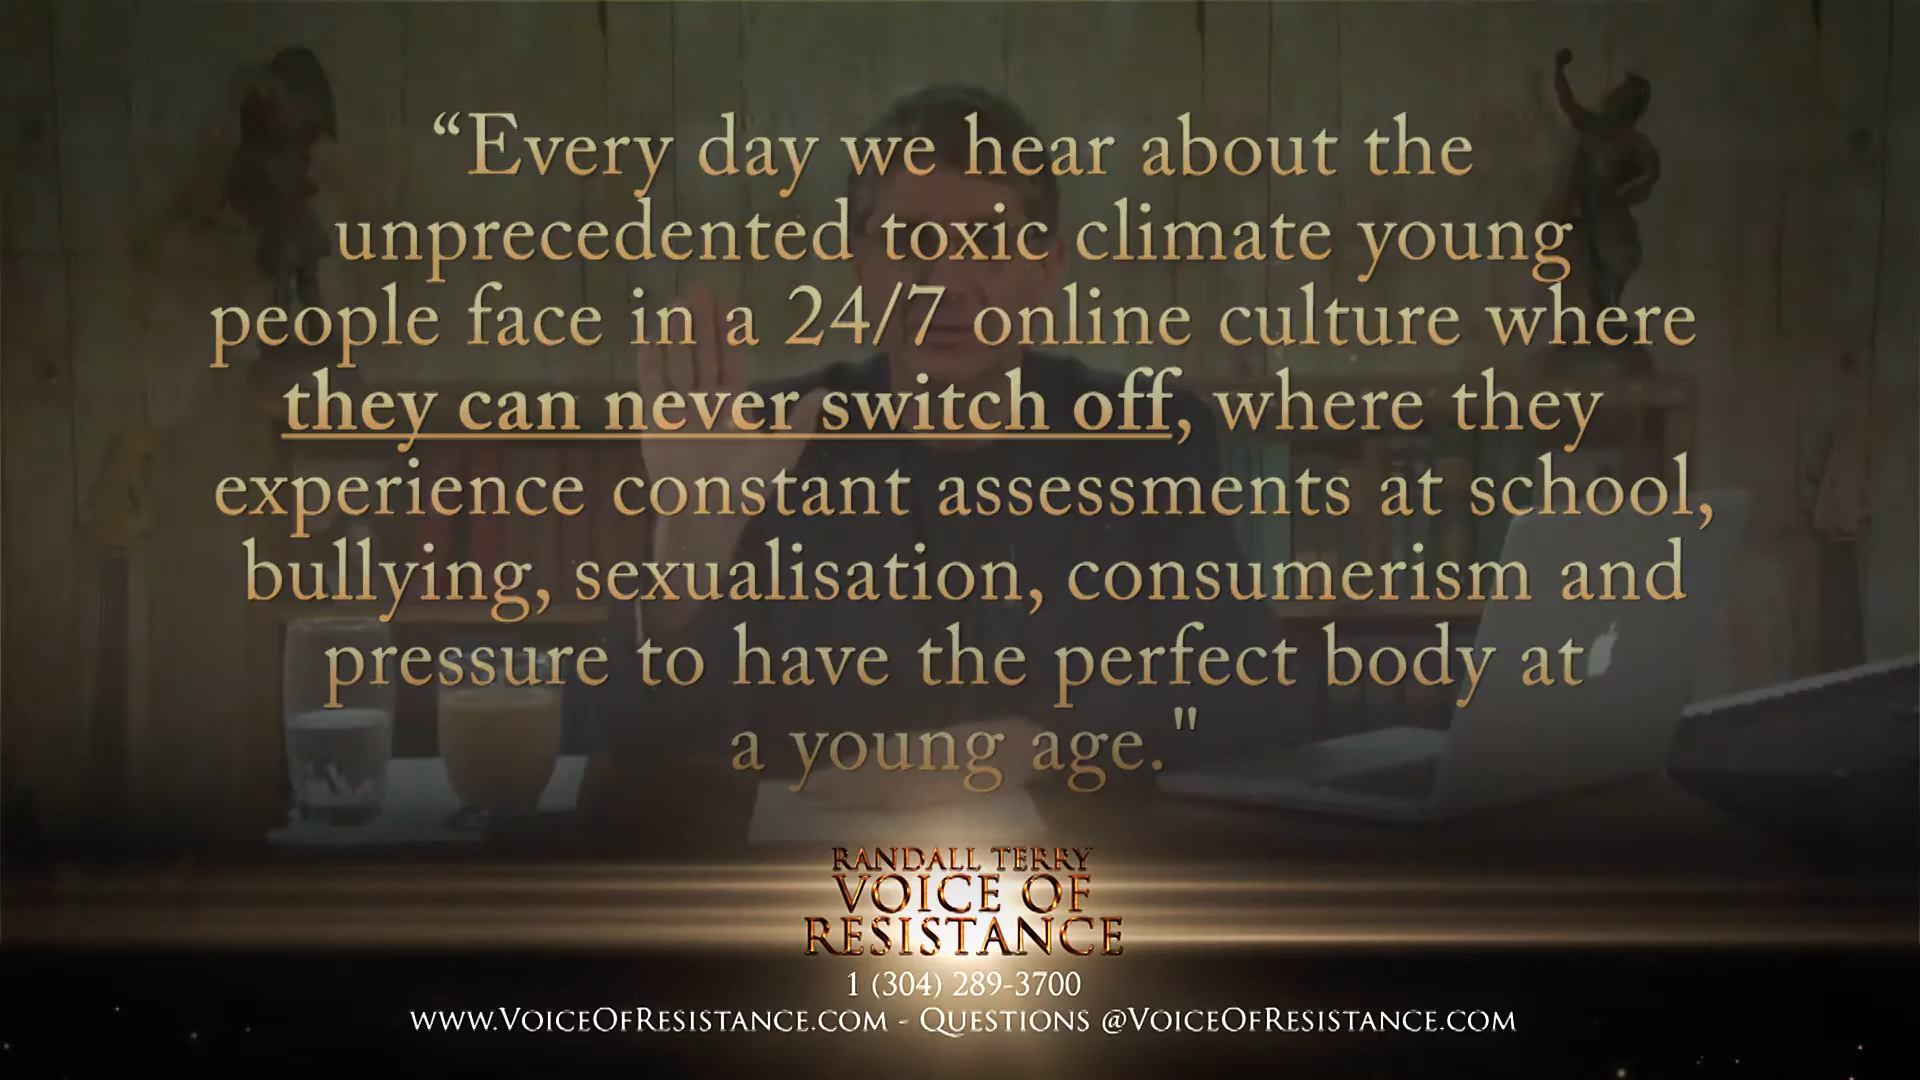 “Every day we hear about the
unprecedented toxic climate young
people face in a 24/7 online culture where
they can never switch off, where they
experience constant assessments at school,
bullying, sexualisation, consumerism and
pressure to have the perfect body at
a young age."
RANDALL TERRY
VOICE OF
RESISTANCE
1 (304) 289-3700
www.VoiceOfResistance.com - Questions @VoiceOfResistance.com